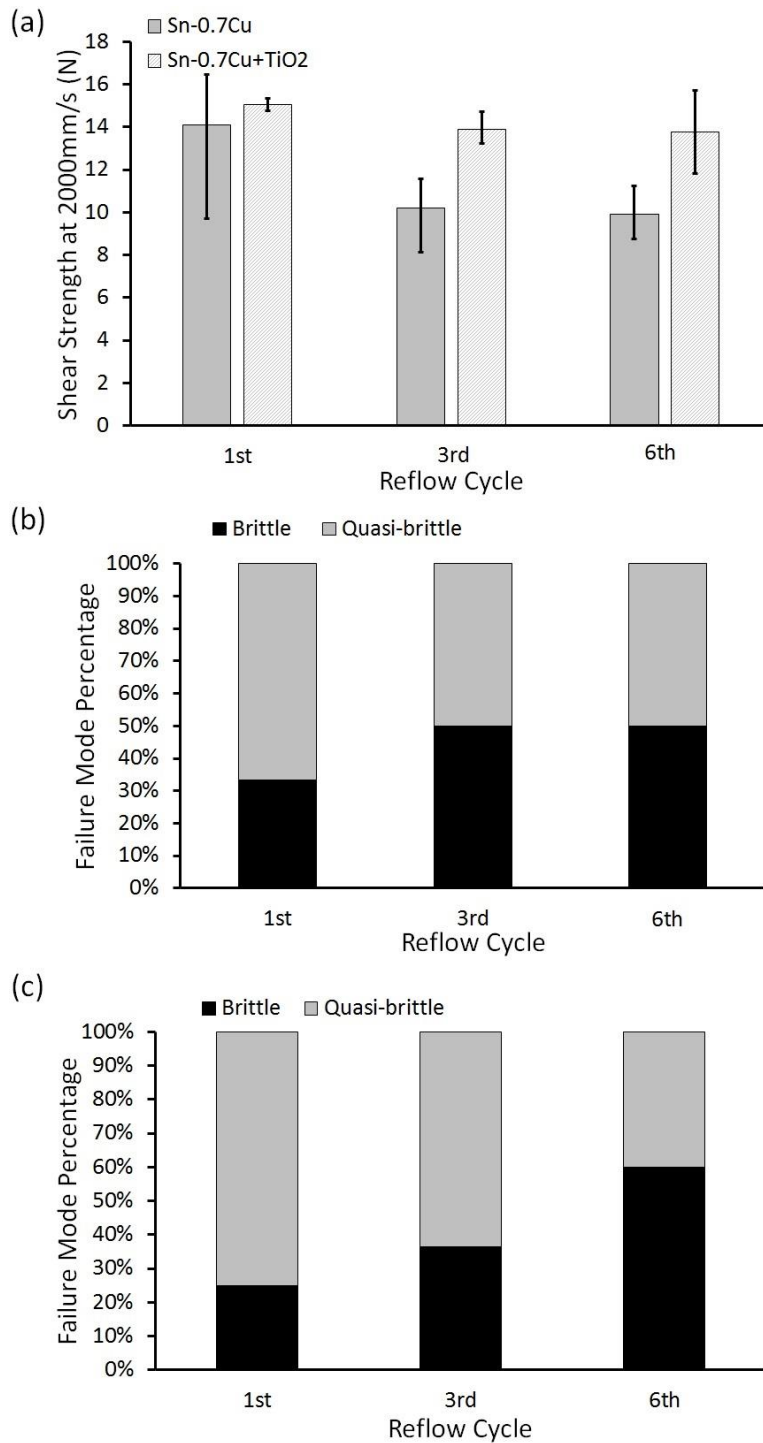 (a)
Sn-0.7Cu
Sn-0.7Cu+TiO2
Shear Strength at 2000mm/s (N)
18
16
14
12
10
8
6
4
2
0
1st 3rd 6th
Reflow Cycle
(b)
Brittle Quasi-brittle
Failure Mode Percentage
100%
90%
80%
70%
60%
50%
40%
30%
20%
10%
0%
1st 3rd 6th
Reflow Cycle
(c)
Brittle Quasi-brittle
Failure Mode Percentage
100%
90%
80%
70%
60%
50%
40%
30%
20%
10%
0%
1st 3rd 6th
Reflow Cycle